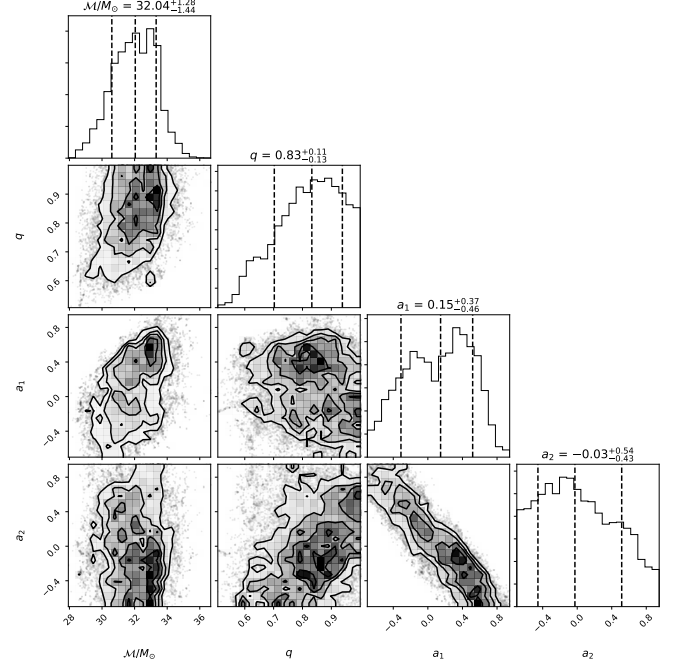 ℳ/M⊙ = 32.04 +1.28 −1.44
q = 0.83 +0.11 −0.13
q
0.9
0.8
0.7
0.6
a1 = 0.15 +0.37 −0.46
a1
0.8
0.4
0.0
−0.4
a2 = −0.03 +0.54 −0.43
a2
0.8
0.4
0.0
−0.4
28 30 32 34 36
0.6 0.7 0.8 0.9
−0.4 0.0 0.4 0.8
−0.4 0.0 0.4 0.8
ℳ/M⊙ q a1 a2